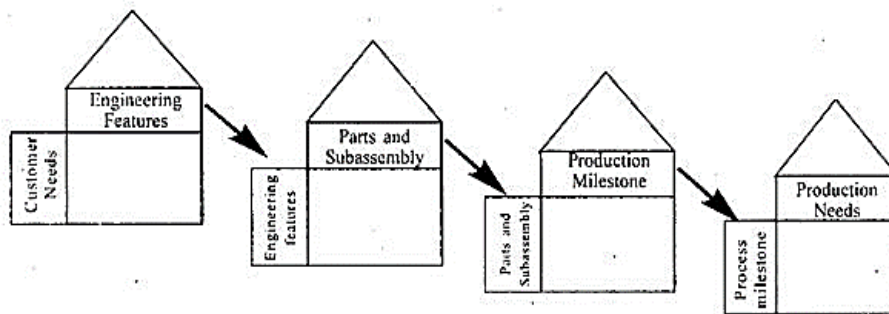 Engineering
Features
Customer
Needs
Parts and
Subassembly
Engineering
features
Production
Milestone
Parts and
Subassembly
Production
Needs
Process
milestone